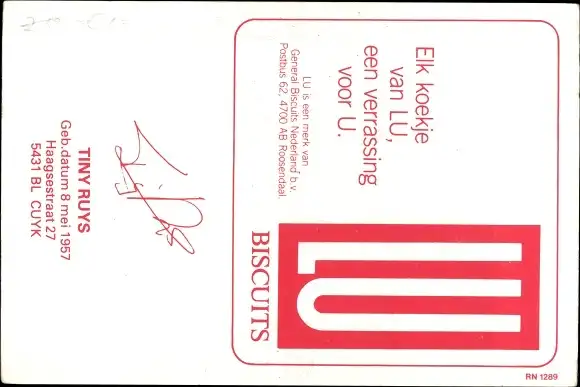 Elk koekje
van LU,
een verrassing
voor U.
LU is een merk van
General Biscuits Nederland b.v.
Postbus 62, 4700 AB Roosendaal.
LU
BISCUITS
TINY RUYS
Geb.datum 8 mei 1957
Haagsestraat 27
5431 BL CUYK
RN 1289